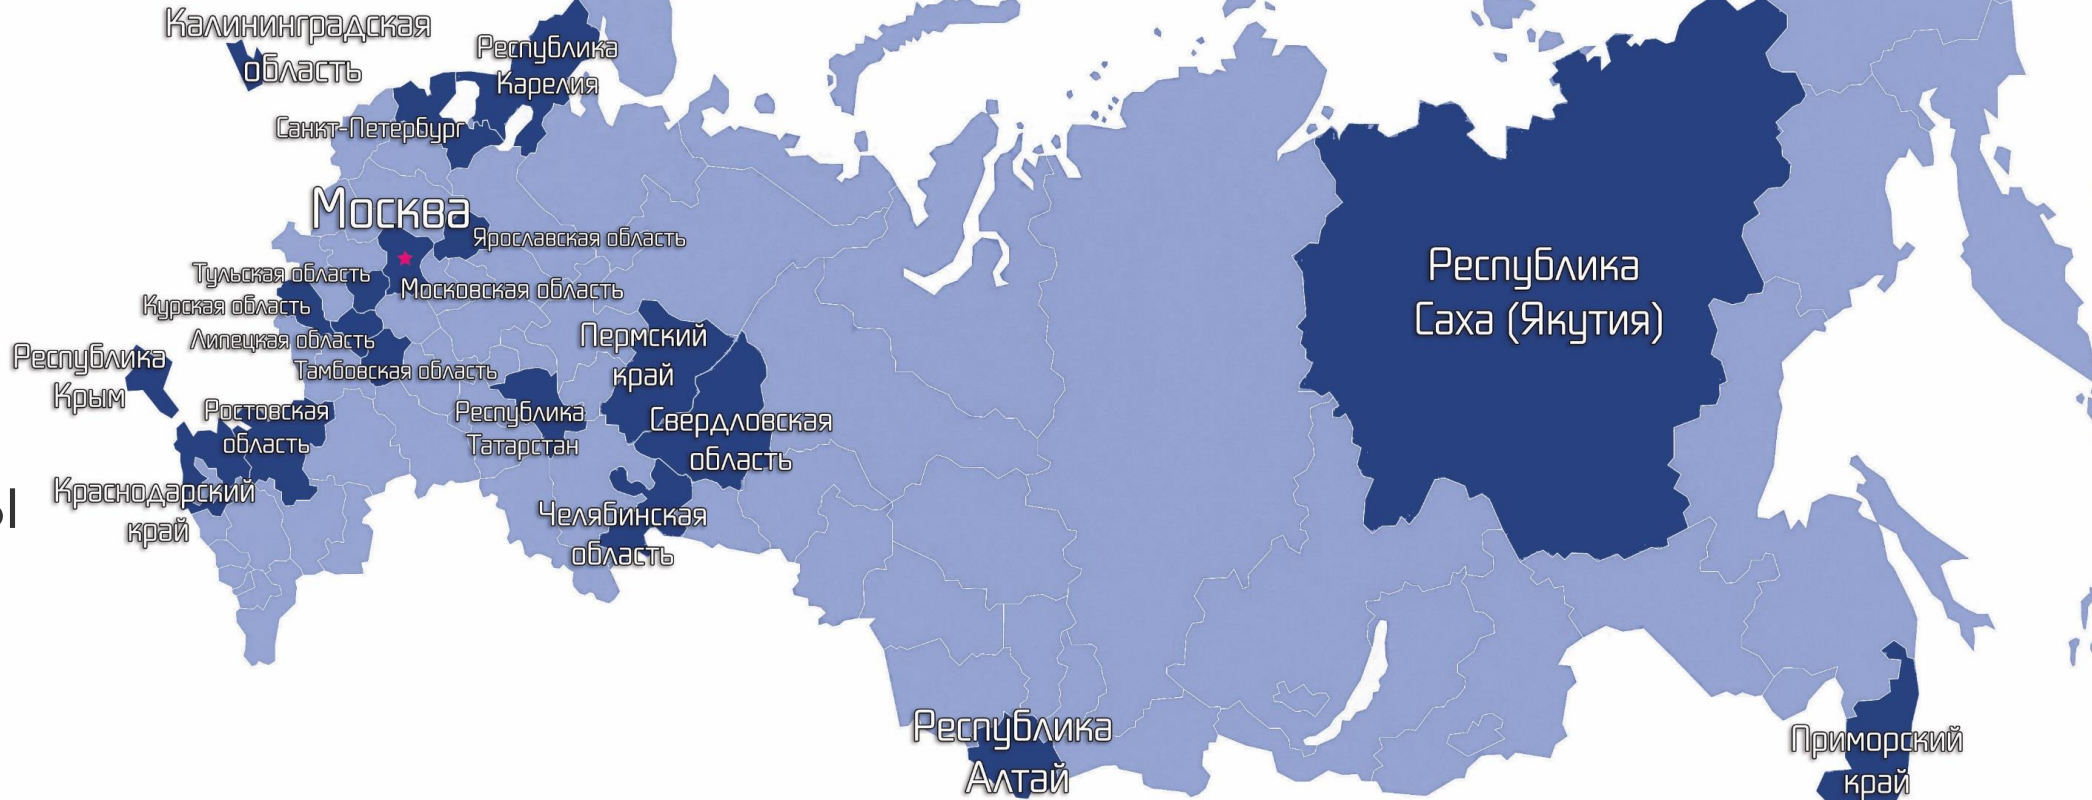 Калининградская
область
Республика
Карелия
Санкт-Петербург
Москва
Ярославская область
Тульская область
Московская область
Курская область
Липецкая область
Тамбовская область
Республика
Крым
Ростовская
область
Краснодарский
край
Пермский
край
Республика
Татарстан
Свердловская
область
Челябинская
область
Республика
Саха (Якутия)
Республика
Алтай
Приморский
край